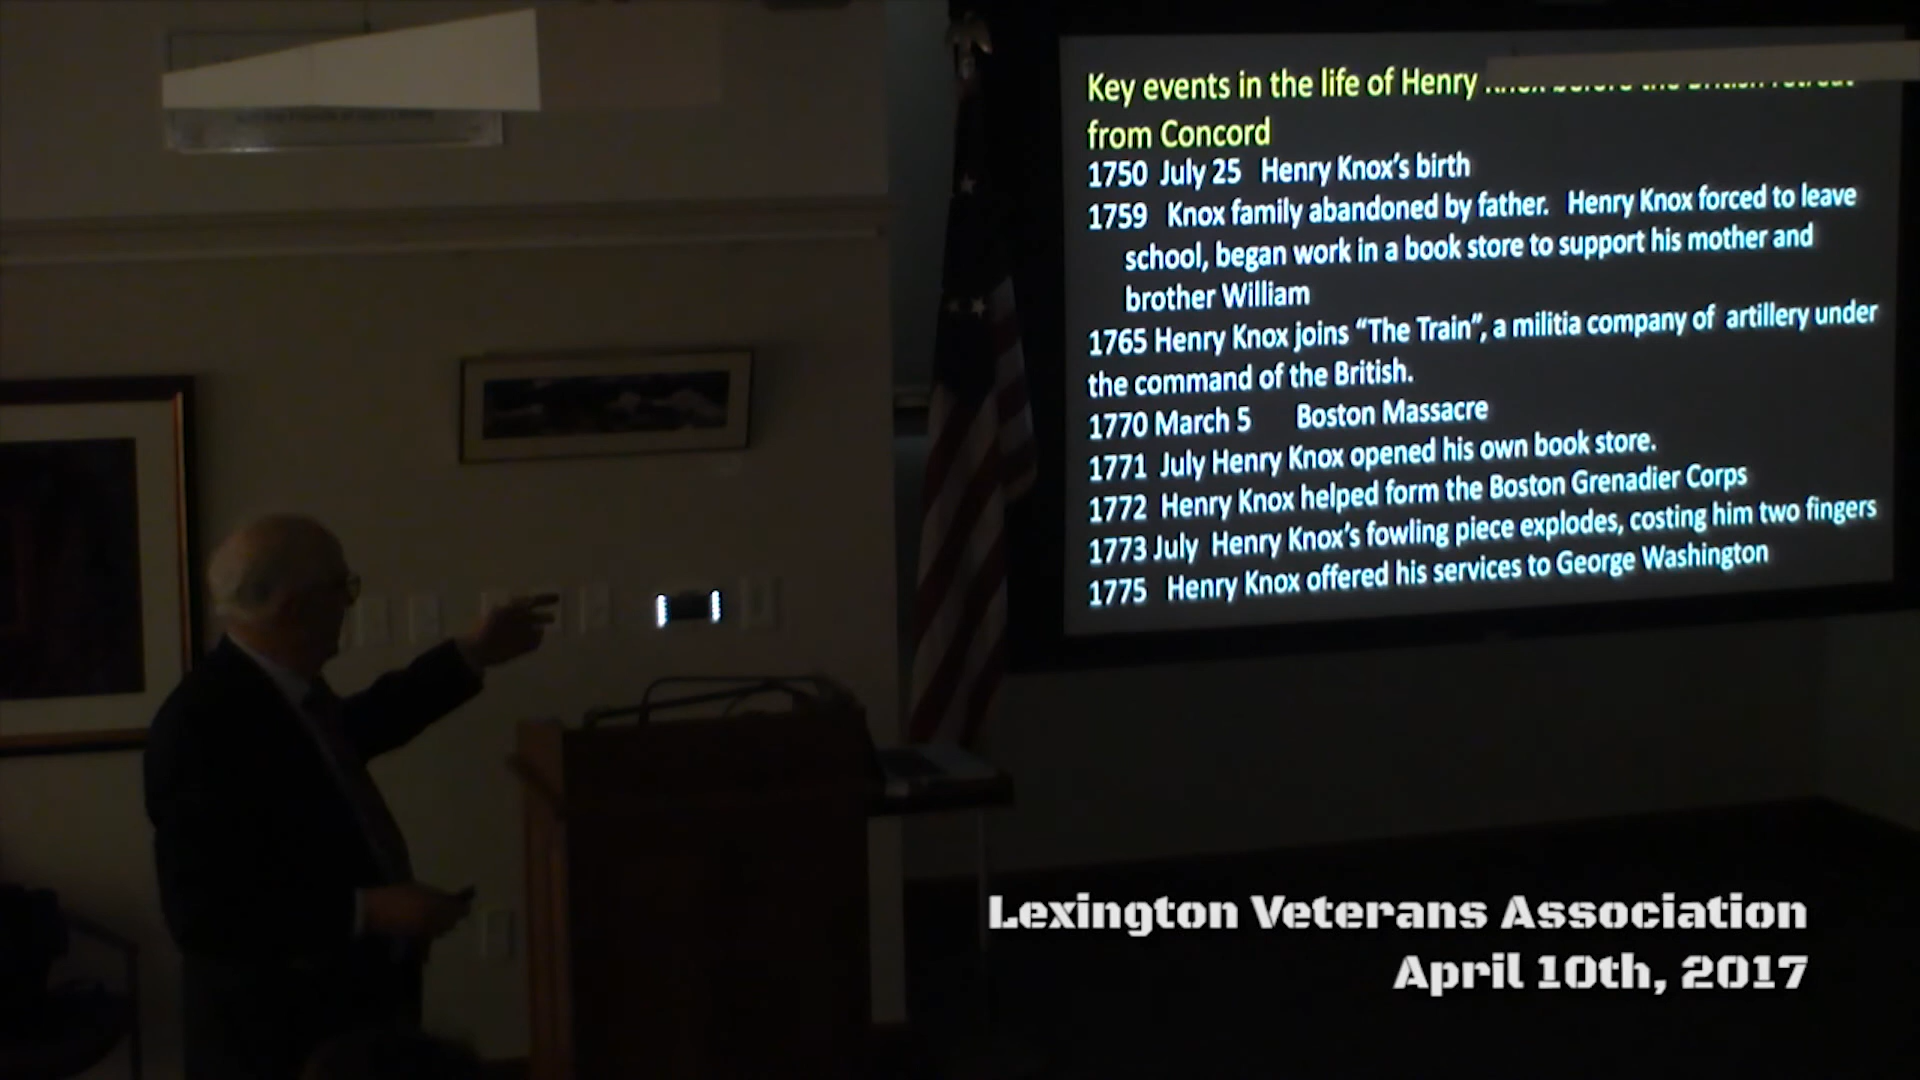 Key events in the life of Henry Knox before the British retreat
from Concord
1750 July 25 Henry Knox's birth
1759 Knox family abandoned by father. Henry Knox forced to leave
school, began work in a book store to support his mother and
brother William
1765 Henry Knox joins “The Train”, a militia company of artillery under
the command of the British.
1770 March 5 Boston Massacre
1771 July Henry Knox opened his own book store.
1772 Henry Knox helped form the Boston Grenadier Corps
1773 July Henry Knox's fowling piece explodes, costing him two fingers
1775 Henry Knox offered his services to George Washington
Lexington Veterans Association
April 10th, 2017